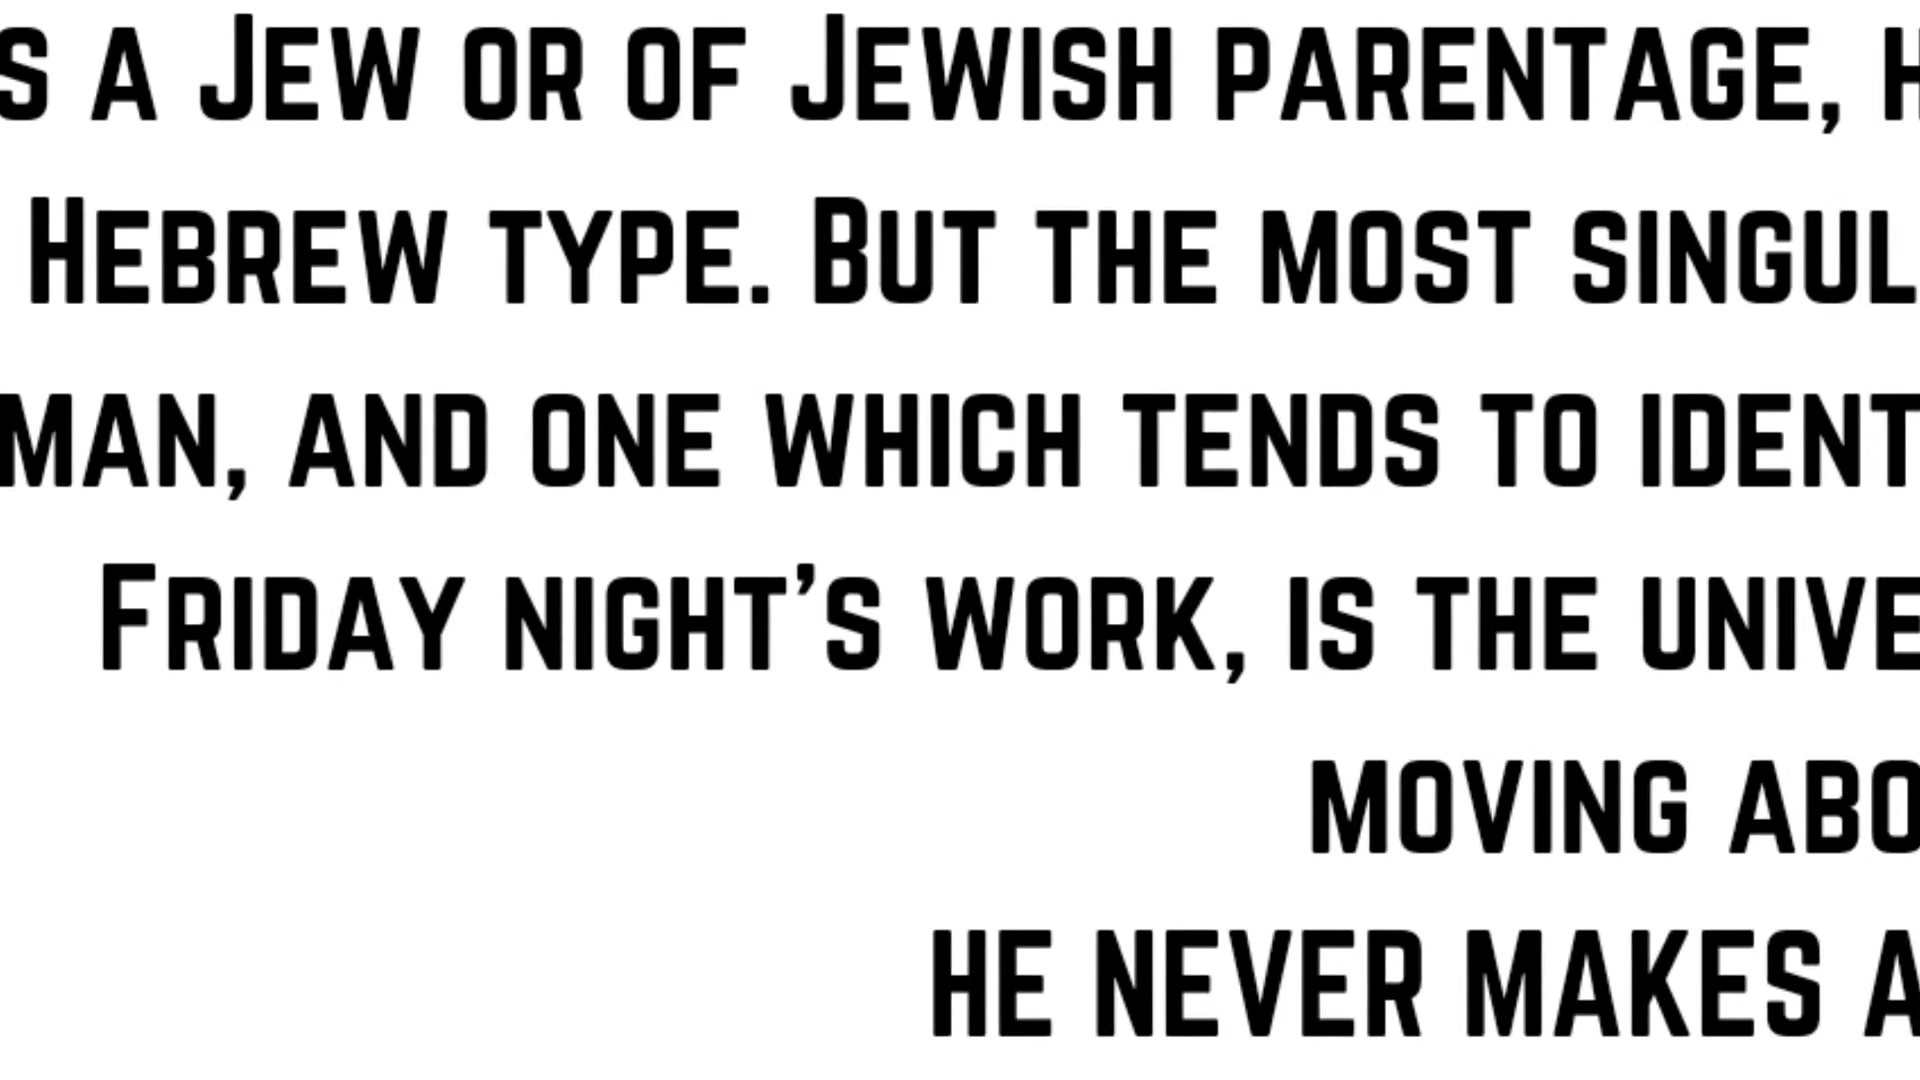 S A JEW OR OF JEWISH PARENTAGE, H
HEBREW TYPE. BUT THE MOST SINGUL
MAN, AND ONE WHICH TENDS TO IDENT
FRIDAY NIGHT’S WORK, IS THE UNIVE
MOVING ABO
HE NEVER MAKES A